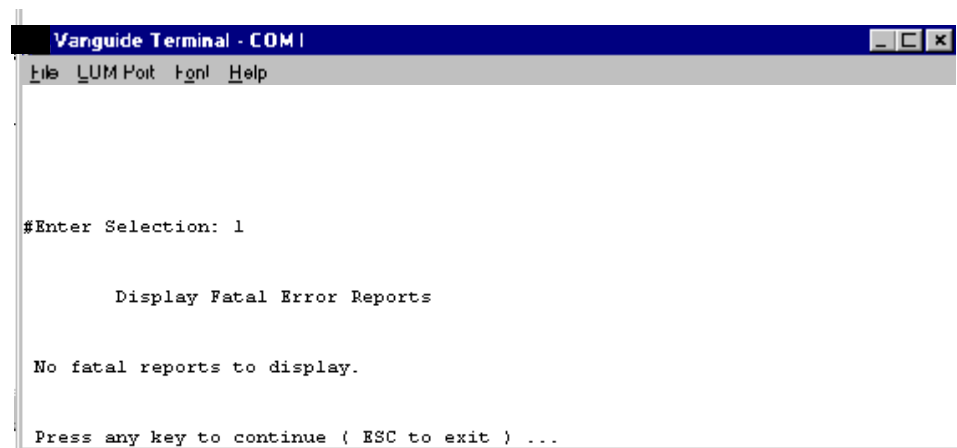 Vanguide Terminal - COM1
File COM Port Font Help
#Enter Selection: 1
Display Fatal Error Reports
No fatal reports to display.
Press any key to continue ( ESC to exit ) ...